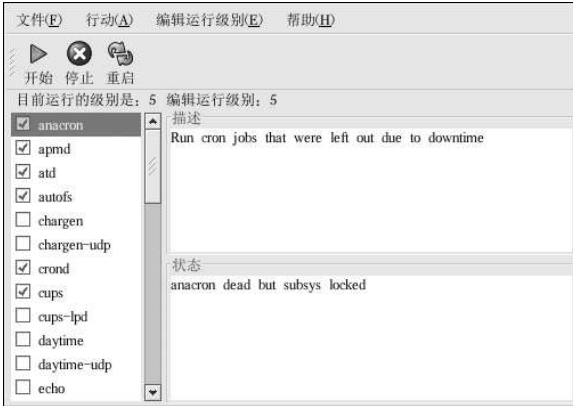 文件(F) 行动(A) 编辑运行级别(E) 帮助(H)
开始 停止 重启
目前运行的级别是: 5 编辑运行级别: 5
描述
Run cron jobs that were left out due to downtime
anacron
apmd
atd
autofs
chargen
chargen-udp
crond
cups
cups-lpd
daytime
daytime-udp
echo
状态
anacron dead but subsys locked